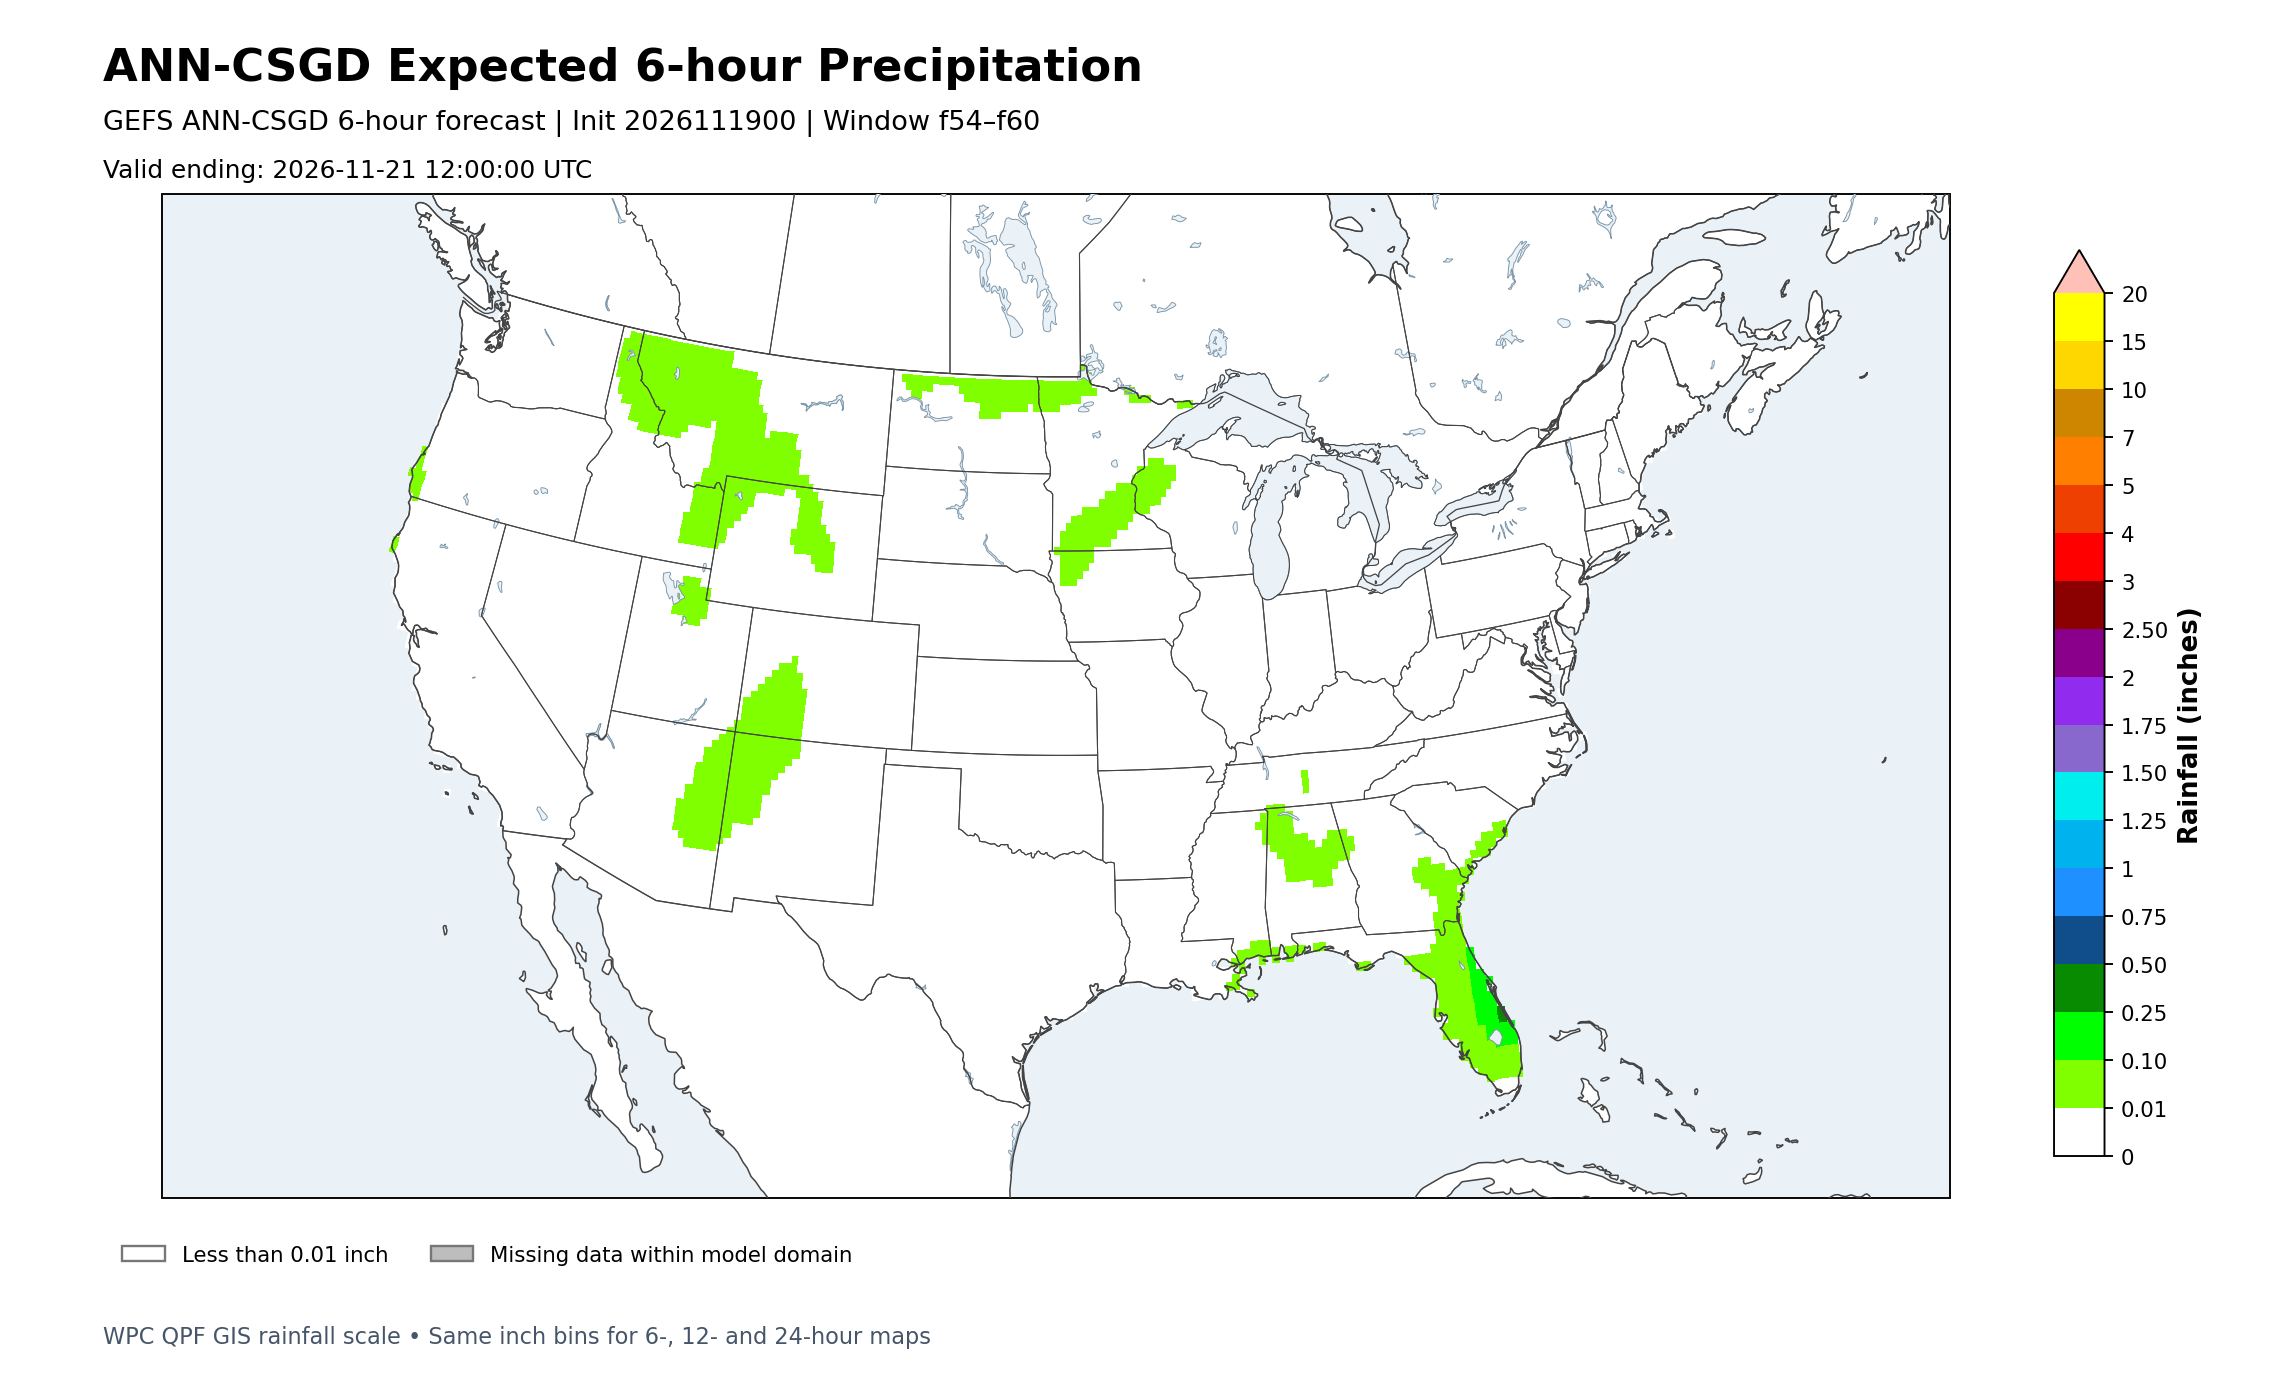 ANN-CSGD Expected 6-hour Precipitation
GEFS ANN-CSGD 6-hour forecast | Init 2026111900 | Window f54–f60
Valid ending: 2026-11-21 12:00:00 UTC
20
15
10
7
5
4
3
2.50
2
1.75
1.50
1.25
1
0.75
0.50
0.25
0.10
0.01
0
Rainfall (inches)
Less than 0.01 inch
Missing data within model domain
WPC QPF GIS rainfall scale • Same inch bins for 6-, 12- and 24-hour maps